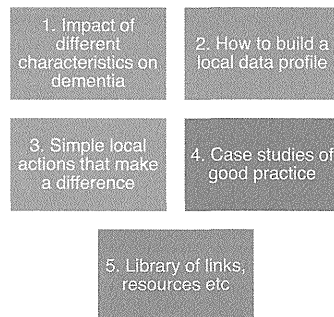 1. Impact of
different
characteristics on
dementia
2. How to build a
local data profile
3. Simple local
actions that make
a difference
4. Case studies of
good practice
5. Library of links,
resources etc